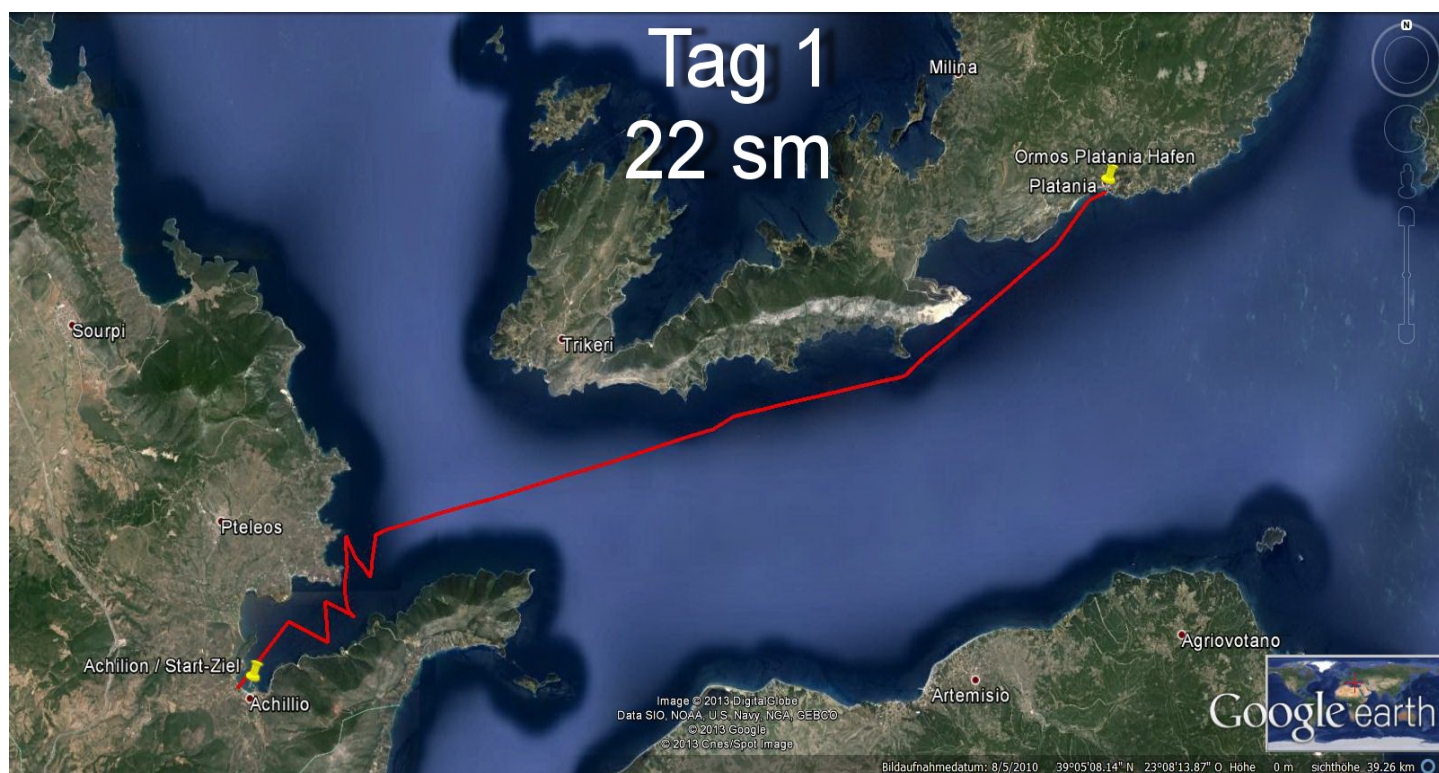 N
Tag 1
22 sm
Milina
Ormos Platania Hafen
Platania
Sourpi
Trikeri
Pteleos
Agriovotano
Achilion / Start-Ziel
Achillio
Artemisio
Image © 2013 DigitalGlobe
Data SIO, NOAA, U.S. Navy, NGA, GEBCO
© 2013 Google
© 2013 Cnes/Spot Image
Google earth
Bildaufnahmedatum: 8/5/2010 39°05'08.14" N 23°08'13.87" O Höhe 0 m sichthöhe 39.26 km